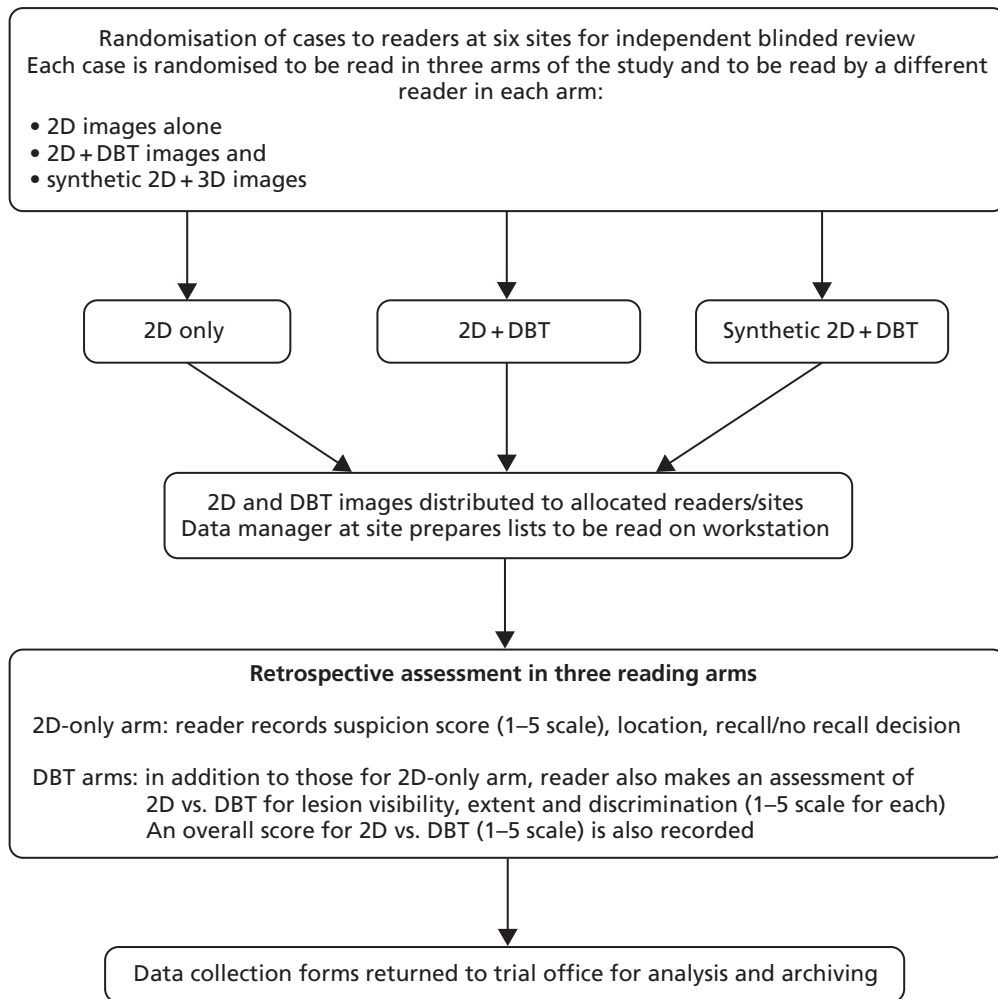 Randomisation of cases to readers at six sites for independent blinded review
Each case is randomised to be read in three arms of the study and to be read by a different
reader in each arm:
• 2D images alone
• 2D + DBT images and
• synthetic 2D + 3D images
2D only
2D + DBT
Synthetic 2D + DBT
2D and DBT images distributed to allocated readers/sites
Data manager at site prepares lists to be read on workstation
Retrospective assessment in three reading arms
2D-only arm: reader records suspicion score (1–5 scale), location, recall/no recall decision
DBT arms: in addition to those for 2D-only arm, reader also makes an assessment of
2D vs. DBT for lesion visibility, extent and discrimination (1–5 scale for each)
An overall score for 2D vs. DBT (1–5 scale) is also recorded
Data collection forms returned to trial office for analysis and archiving